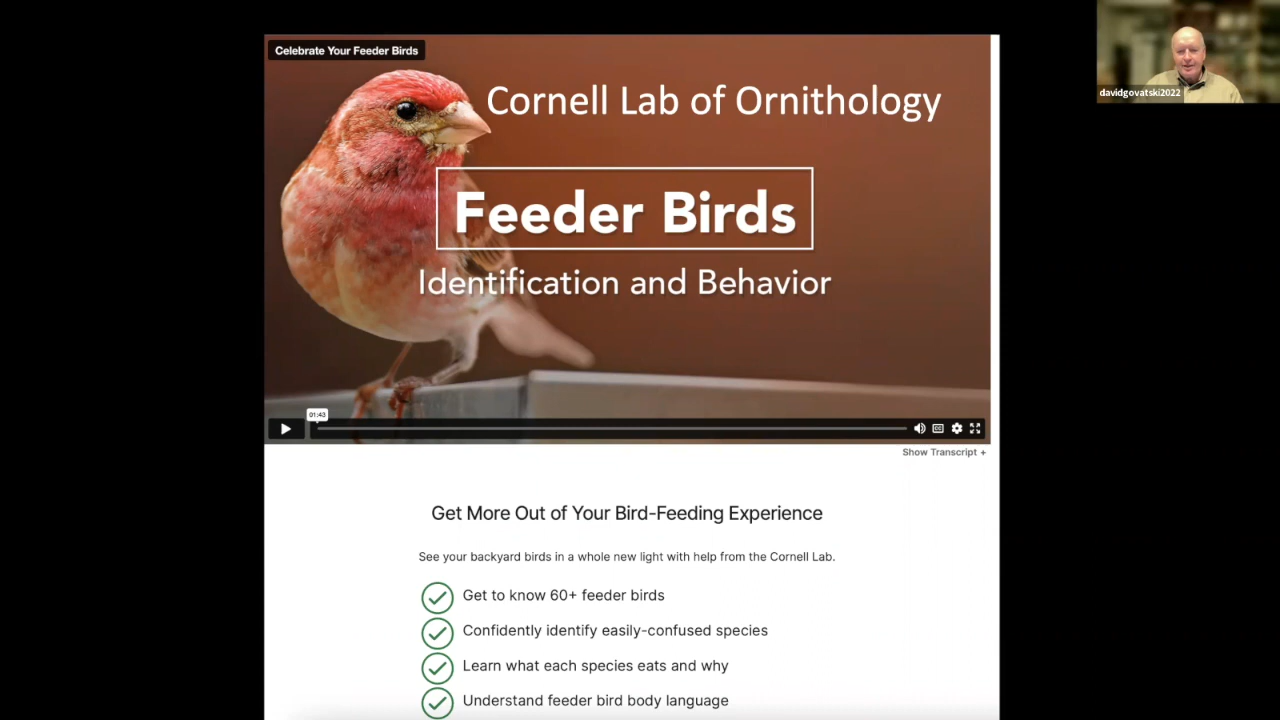 Celebrate Your Feeder Birds
Cornell Lab of Ornithology
Feeder Birds
Identification and Behavior
davidgovatski2022
01:43
CC
Show Transcript +
Get More Out of Your Bird-Feeding Experience
See your backyard birds in a whole new light with help from the Cornell Lab.
Get to know 60+ feeder birds
Confidently identify easily-confused species
Learn what each species eats and why
Understand feeder bird body language